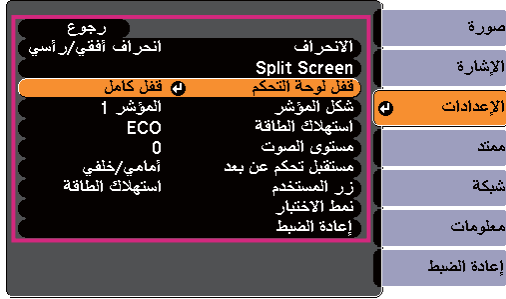 صورة
الإشارة
الإعدادات
ممتد
شبكة
معلومات
إعادة الضبط
رجوع
الانحراف انحراف أفقي/رأسي
Split Screen
قفل لوحة التحكم قفل كامل
شكل المؤشر المؤشر 1
استهلاك الطاقة ECO
مستوى الصوت 0
مستقبل تحكم عن بعد أمامي/خلفي
زر المستخدم استهلاك الطاقة
نمط الاختبار
إعادة الضبط